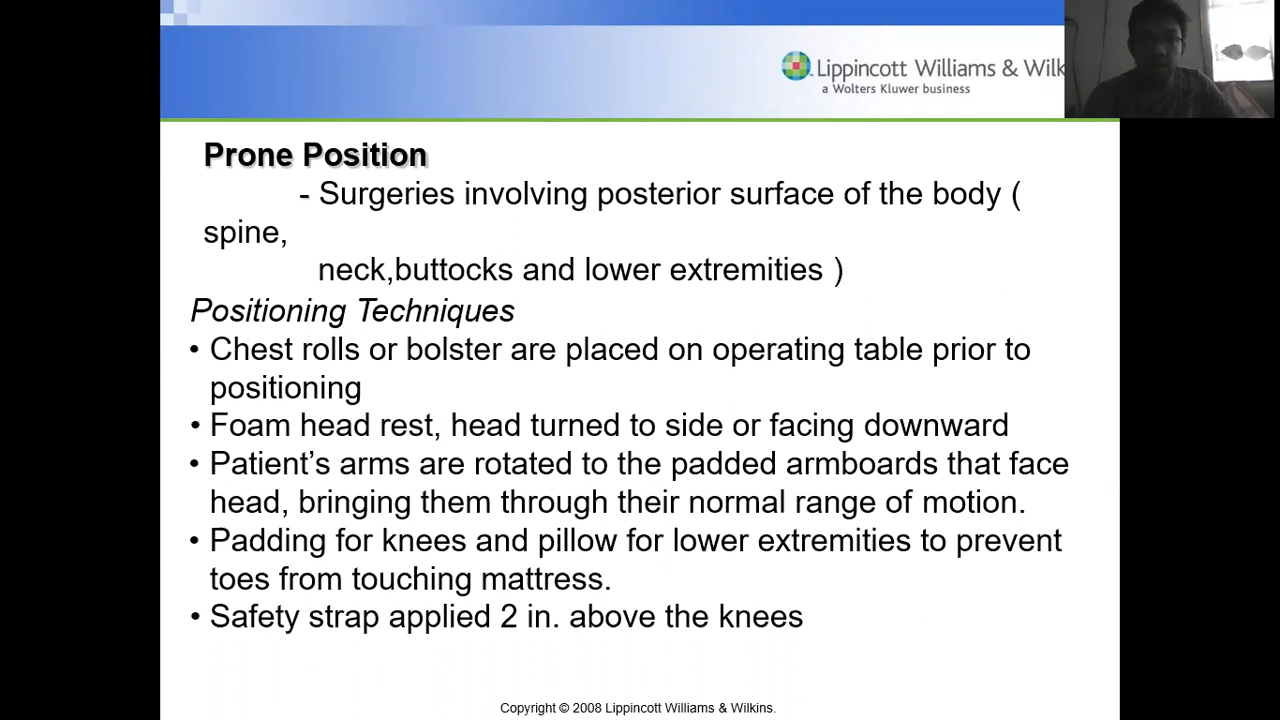 Lippincott Williams & Wilk
a Wolters Kluwer business
Prone Position
- Surgeries involving posterior surface of the body (
spine,
neck,buttocks and lower extremities )
Positioning Techniques
• Chest rolls or bolster are placed on operating table prior to
positioning
• Foam head rest, head turned to side or facing downward
• Patient’s arms are rotated to the padded armboards that face
head, bringing them through their normal range of motion.
• Padding for knees and pillow for lower extremities to prevent
toes from touching mattress.
• Safety strap applied 2 in. above the knees
Copyright © 2008 Lippincott Williams & Wilkins.